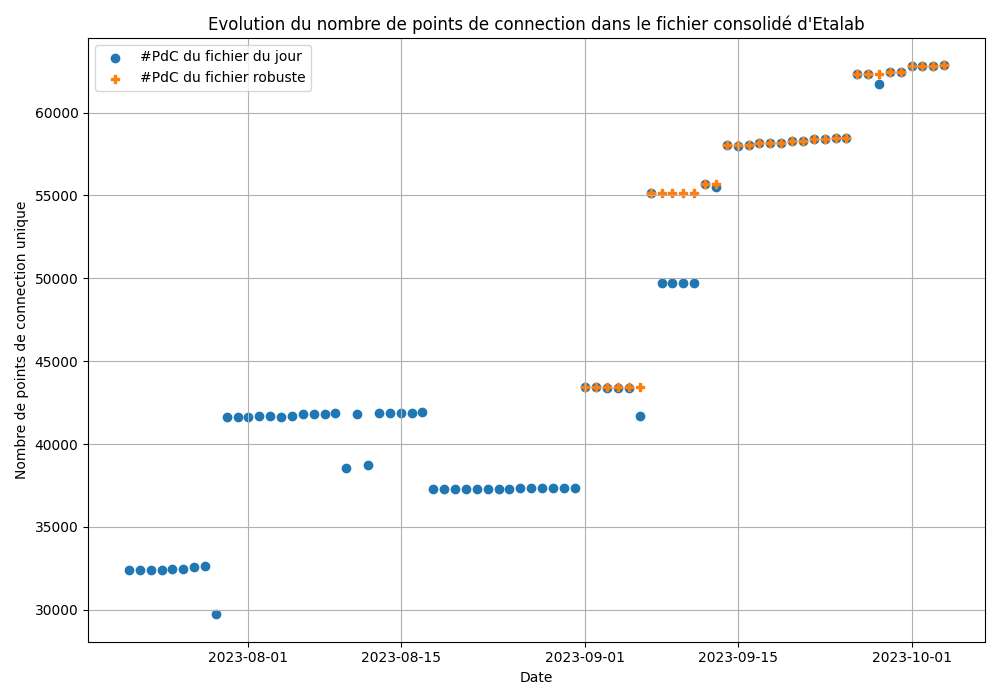 Evolution du nombre de points de connection dans le fichier consolidé d'Etalab
#PdC du fichier du jour
#PdC du fichier robuste
Nombre de points de connection unique
60000
55000
50000
45000
40000
35000
30000
2023-08-01
2023-08-15
2023-09-01
2023-09-15
2023-10-01
Date